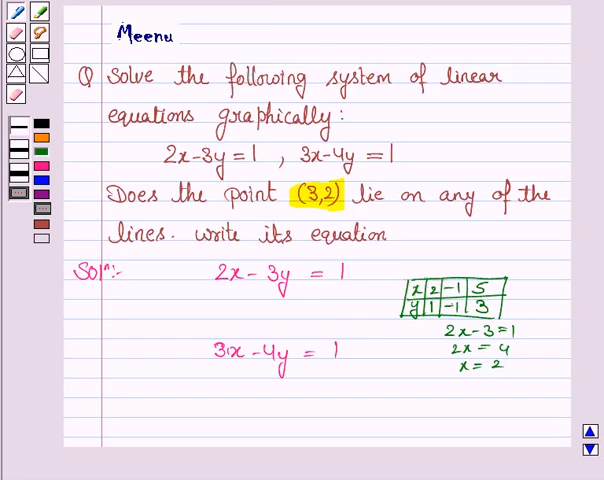 Meenu
Q Solve the following system of linear
equations graphically:
2x-3y=1 , 3x-4y=1
Does the point (3,2) lie on any of the
lines. write its equation
Solⁿ:- 2x - 3y = 1
x 2 -1 5
y 1 -1 3
2x-3=1
2x = 4
x = 2
3x - 4y = 1